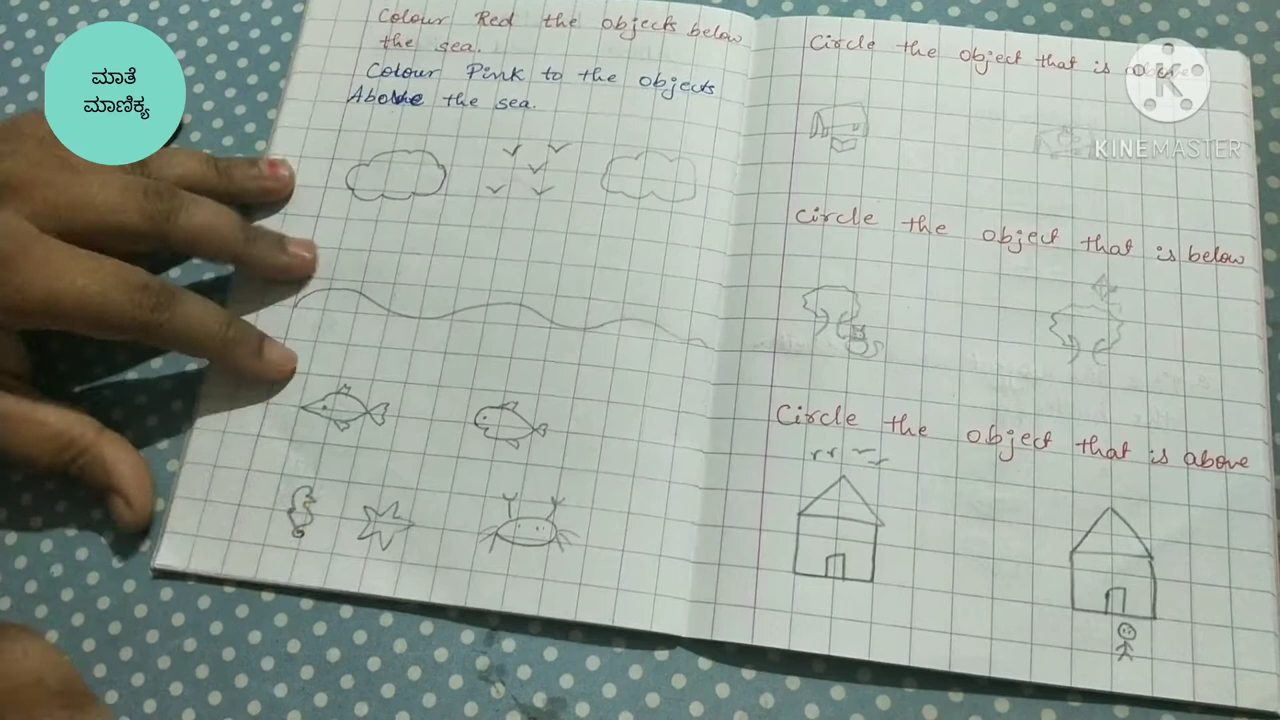 ಮಾತೆ
ಮಾಣಿಕ್ಯ
Colour Red the objects below
the sea.
Colour Pink to the objects
Above the sea.
Circle the object that is
KINEMASTER
Circle the object that is below
Circle the object that is above